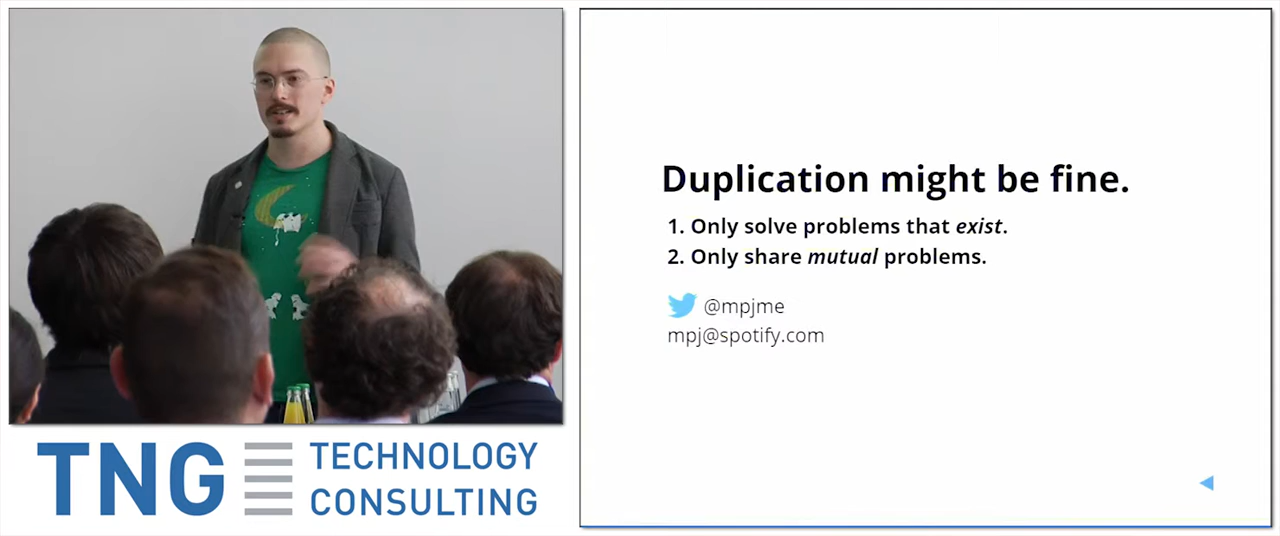 TNG TECHNOLOGY
CONSULTING
Duplication might be fine.
1. Only solve problems that exist.
2. Only share mutual problems.
@mpjme
mpj@spotify.com